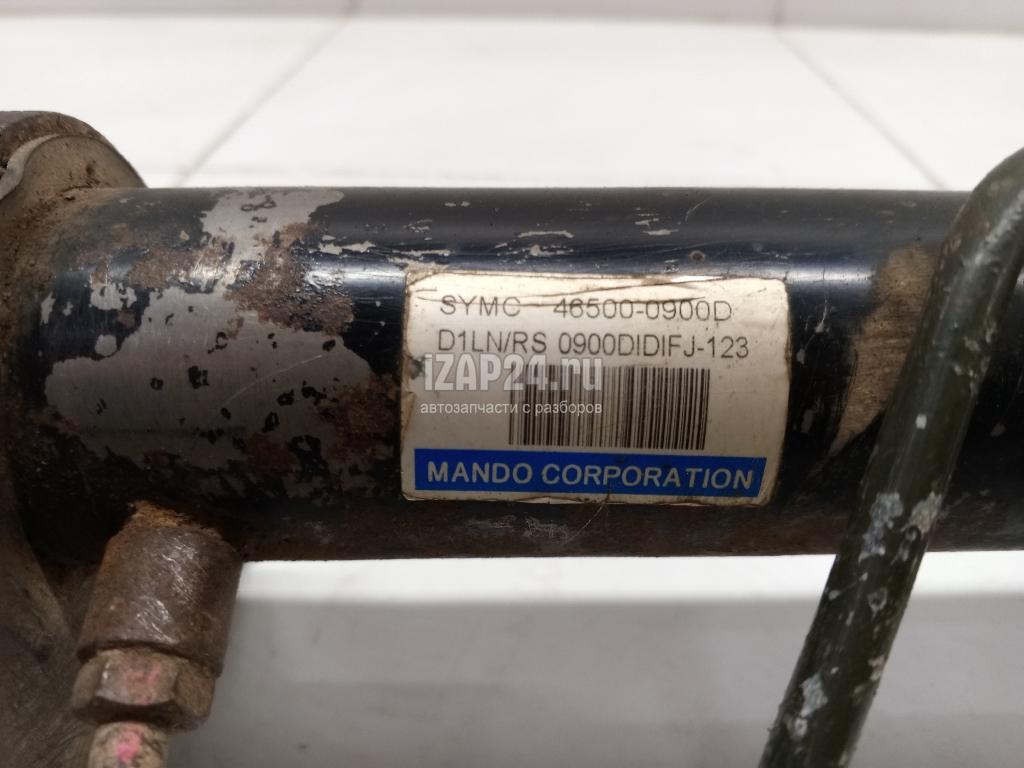 SYMC 46500-0900D
D1LN/RS 0900DIDIFJ-123
iZAP24.ru
автозапчасти с разборов
MANDO CORPORATION